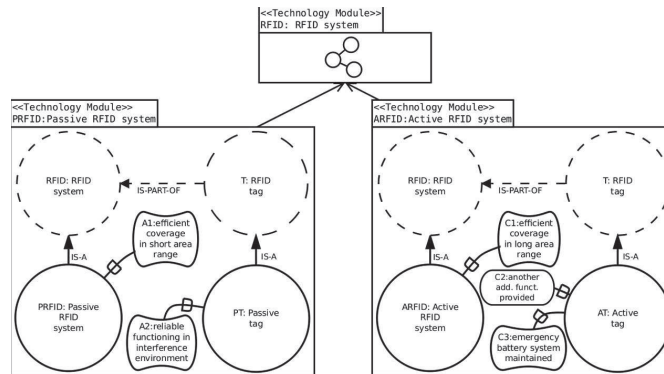 <<Technology Module>>
RFID: RFID system
<<Technology Module>>
PRFID:Passive RFID system
RFID: RFID
system
IS-PART-OF
T: RFID
tag
A1:efficient
coverage
in short area
range
IS-A
IS-A
PRFID: Passive
RFID
system
A2:reliable
functioning in
interference
environment
PT: Passive
tag
<<Technology Module>>
ARFID:Active RFID system
RFID: RFID
system
IS-PART-OF
T: RFID
tag
C1:efficient
coverage
in long area
range
IS-A
IS-A
C2:another
add. funct.
provided
ARFID: Active
RFID
system
C3:emergency
battery system
maintained
AT: Active
tag